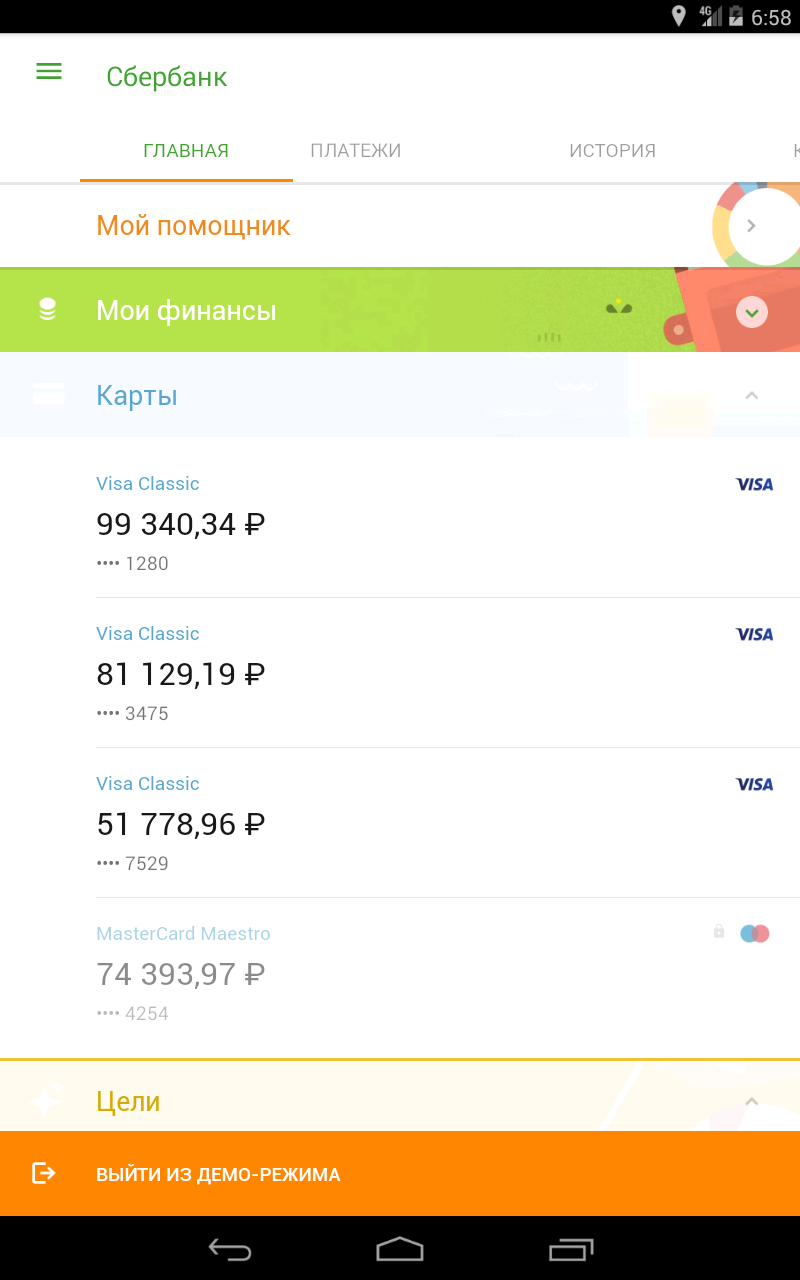 4G 6:58
Сбербанк
ГЛАВНАЯ ПЛАТЕЖИ ИСТОРИЯ
Мой помощник
Мои финансы
Карты
Visa Classic VISA
99 340,34 ₽
•••• 1280
Visa Classic VISA
81 129,19 ₽
•••• 3475
Visa Classic VISA
51 778,96 ₽
•••• 7529
MasterCard Maestro
74 393,97 ₽
•••• 4254
Цели
ВЫЙТИ ИЗ ДЕМО-РЕЖИМА